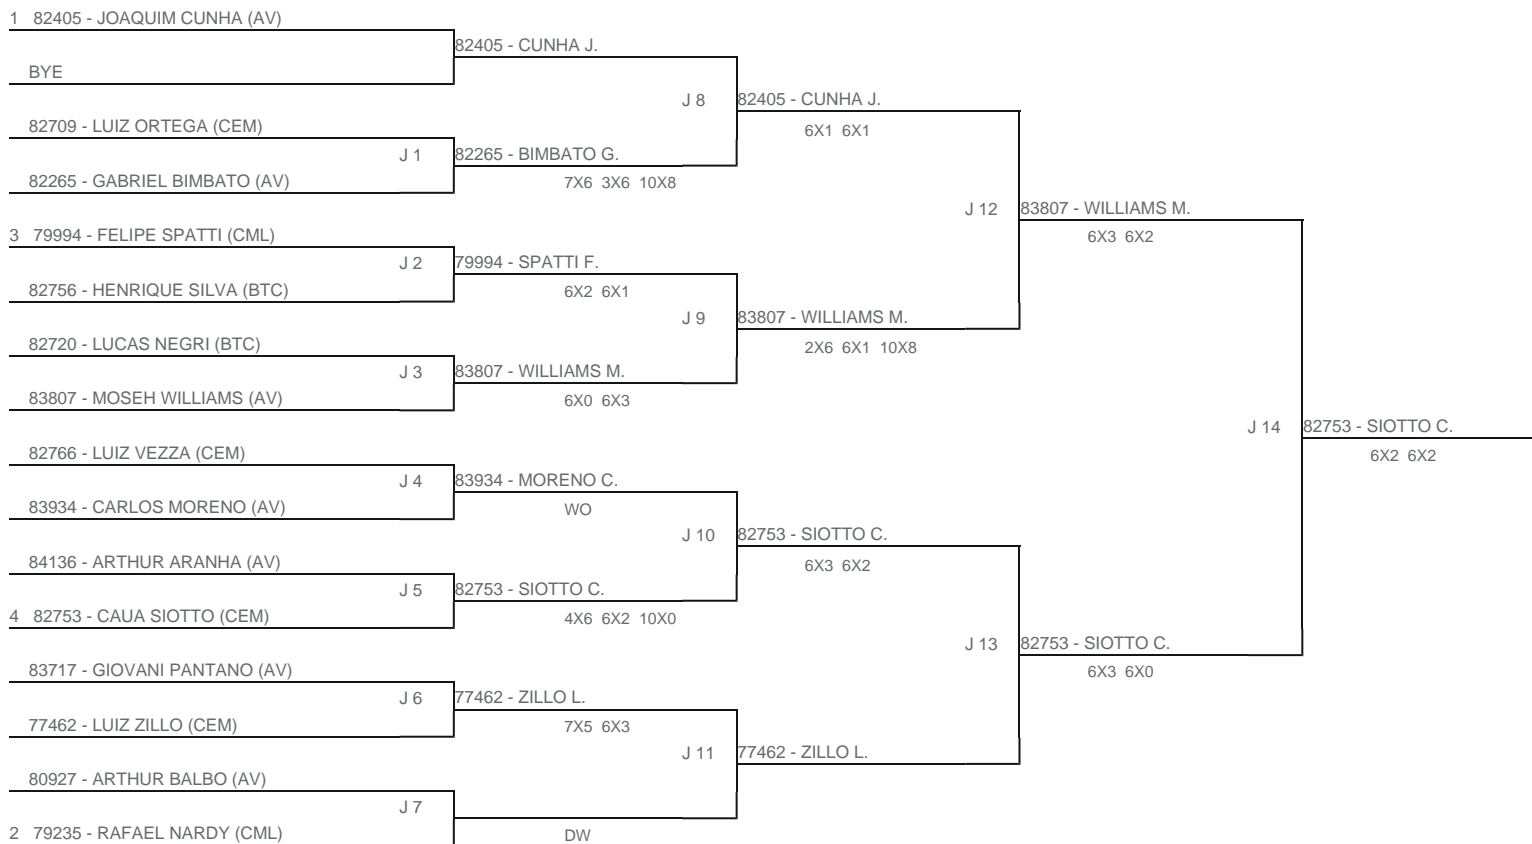 1 82405 - JOAQUIM CUNHA (AV)
82405 - CUNHA J.
BYE
J 8
82405 - CUNHA J.
82709 - LUIZ ORTEGA (CEM)
6X1 6X1
J 1
82265 - BIMBATO G.
82265 - GABRIEL BIMBATO (AV)
7X6 3X6 10X8
J 12
83807 - WILLIAMS M.
3 79994 - FELIPE SPATTI (CML)
6X3 6X2
J 2
79994 - SPATTI F.
82756 - HENRIQUE SILVA (BTC)
6X2 6X1
J 9
83807 - WILLIAMS M.
82720 - LUCAS NEGRI (BTC)
2X6 6X1 10X8
J 3
83807 - WILLIAMS M.
83807 - MOSEH WILLIAMS (AV)
6X0 6X3
J 14
82753 - SIOTTO C.
82766 - LUIZ VEZZA (CEM)
6X2 6X2
J 4
83934 - MORENO C.
83934 - CARLOS MORENO (AV)
WO
J 10
82753 - SIOTTO C.
84136 - ARTHUR ARANHA (AV)
6X3 6X2
J 5
82753 - SIOTTO C.
4 82753 - CAUA SIOTTO (CEM)
4X6 6X2 10X0
J 13
82753 - SIOTTO C.
83717 - GIOVANI PANTANO (AV)
6X3 6X0
J 6
77462 - ZILLO L.
77462 - LUIZ ZILLO (CEM)
7X5 6X3
J 11
77462 - ZILLO L.
80927 - ARTHUR BALBO (AV)
J 7
2 79235 - RAFAEL NARDY (CML)
DW